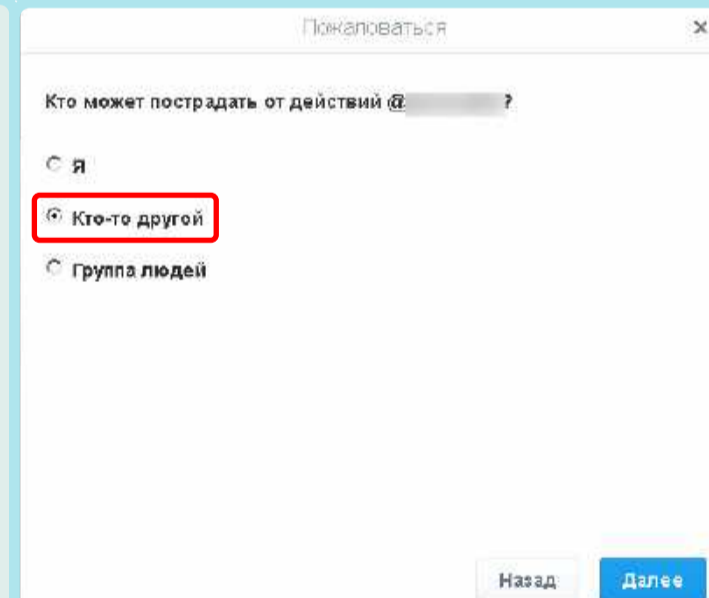 Пожаловаться
×
Кто может пострадать от действий @ ?
Я
Кто-то другой
Группа людей
Назад
Далее